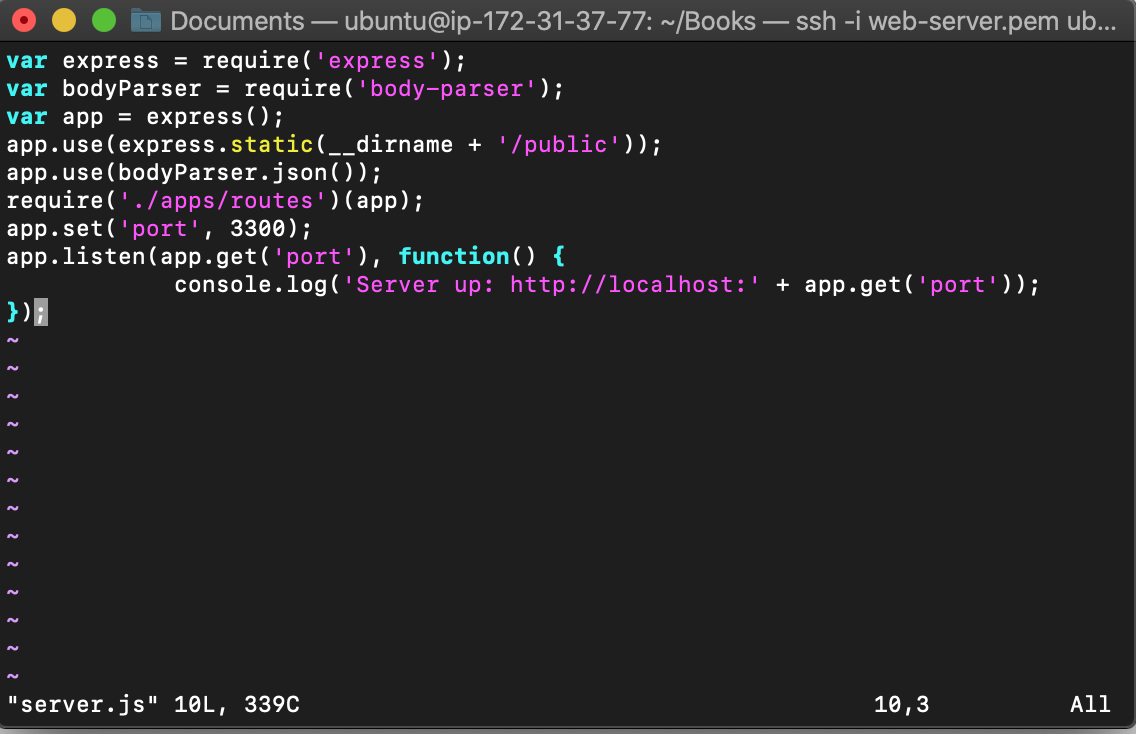 Documents — ubuntu@ip-172-31-37-77: ~/Books — ssh -i web-server.pem ub...
var express = require('express');
var bodyParser = require('body-parser');
var app = express();
app.use(express.static(__dirname + '/public'));
app.use(bodyParser.json());
require('./apps/routes')(app);
app.set('port', 3300);
app.listen(app.get('port'), function() {
            console.log('Server up: http://localhost:' + app.get('port'));
});
~
~
~
~
~
~
~
~
~
~
~
~
~
"server.js" 10L, 339C 10,3 All